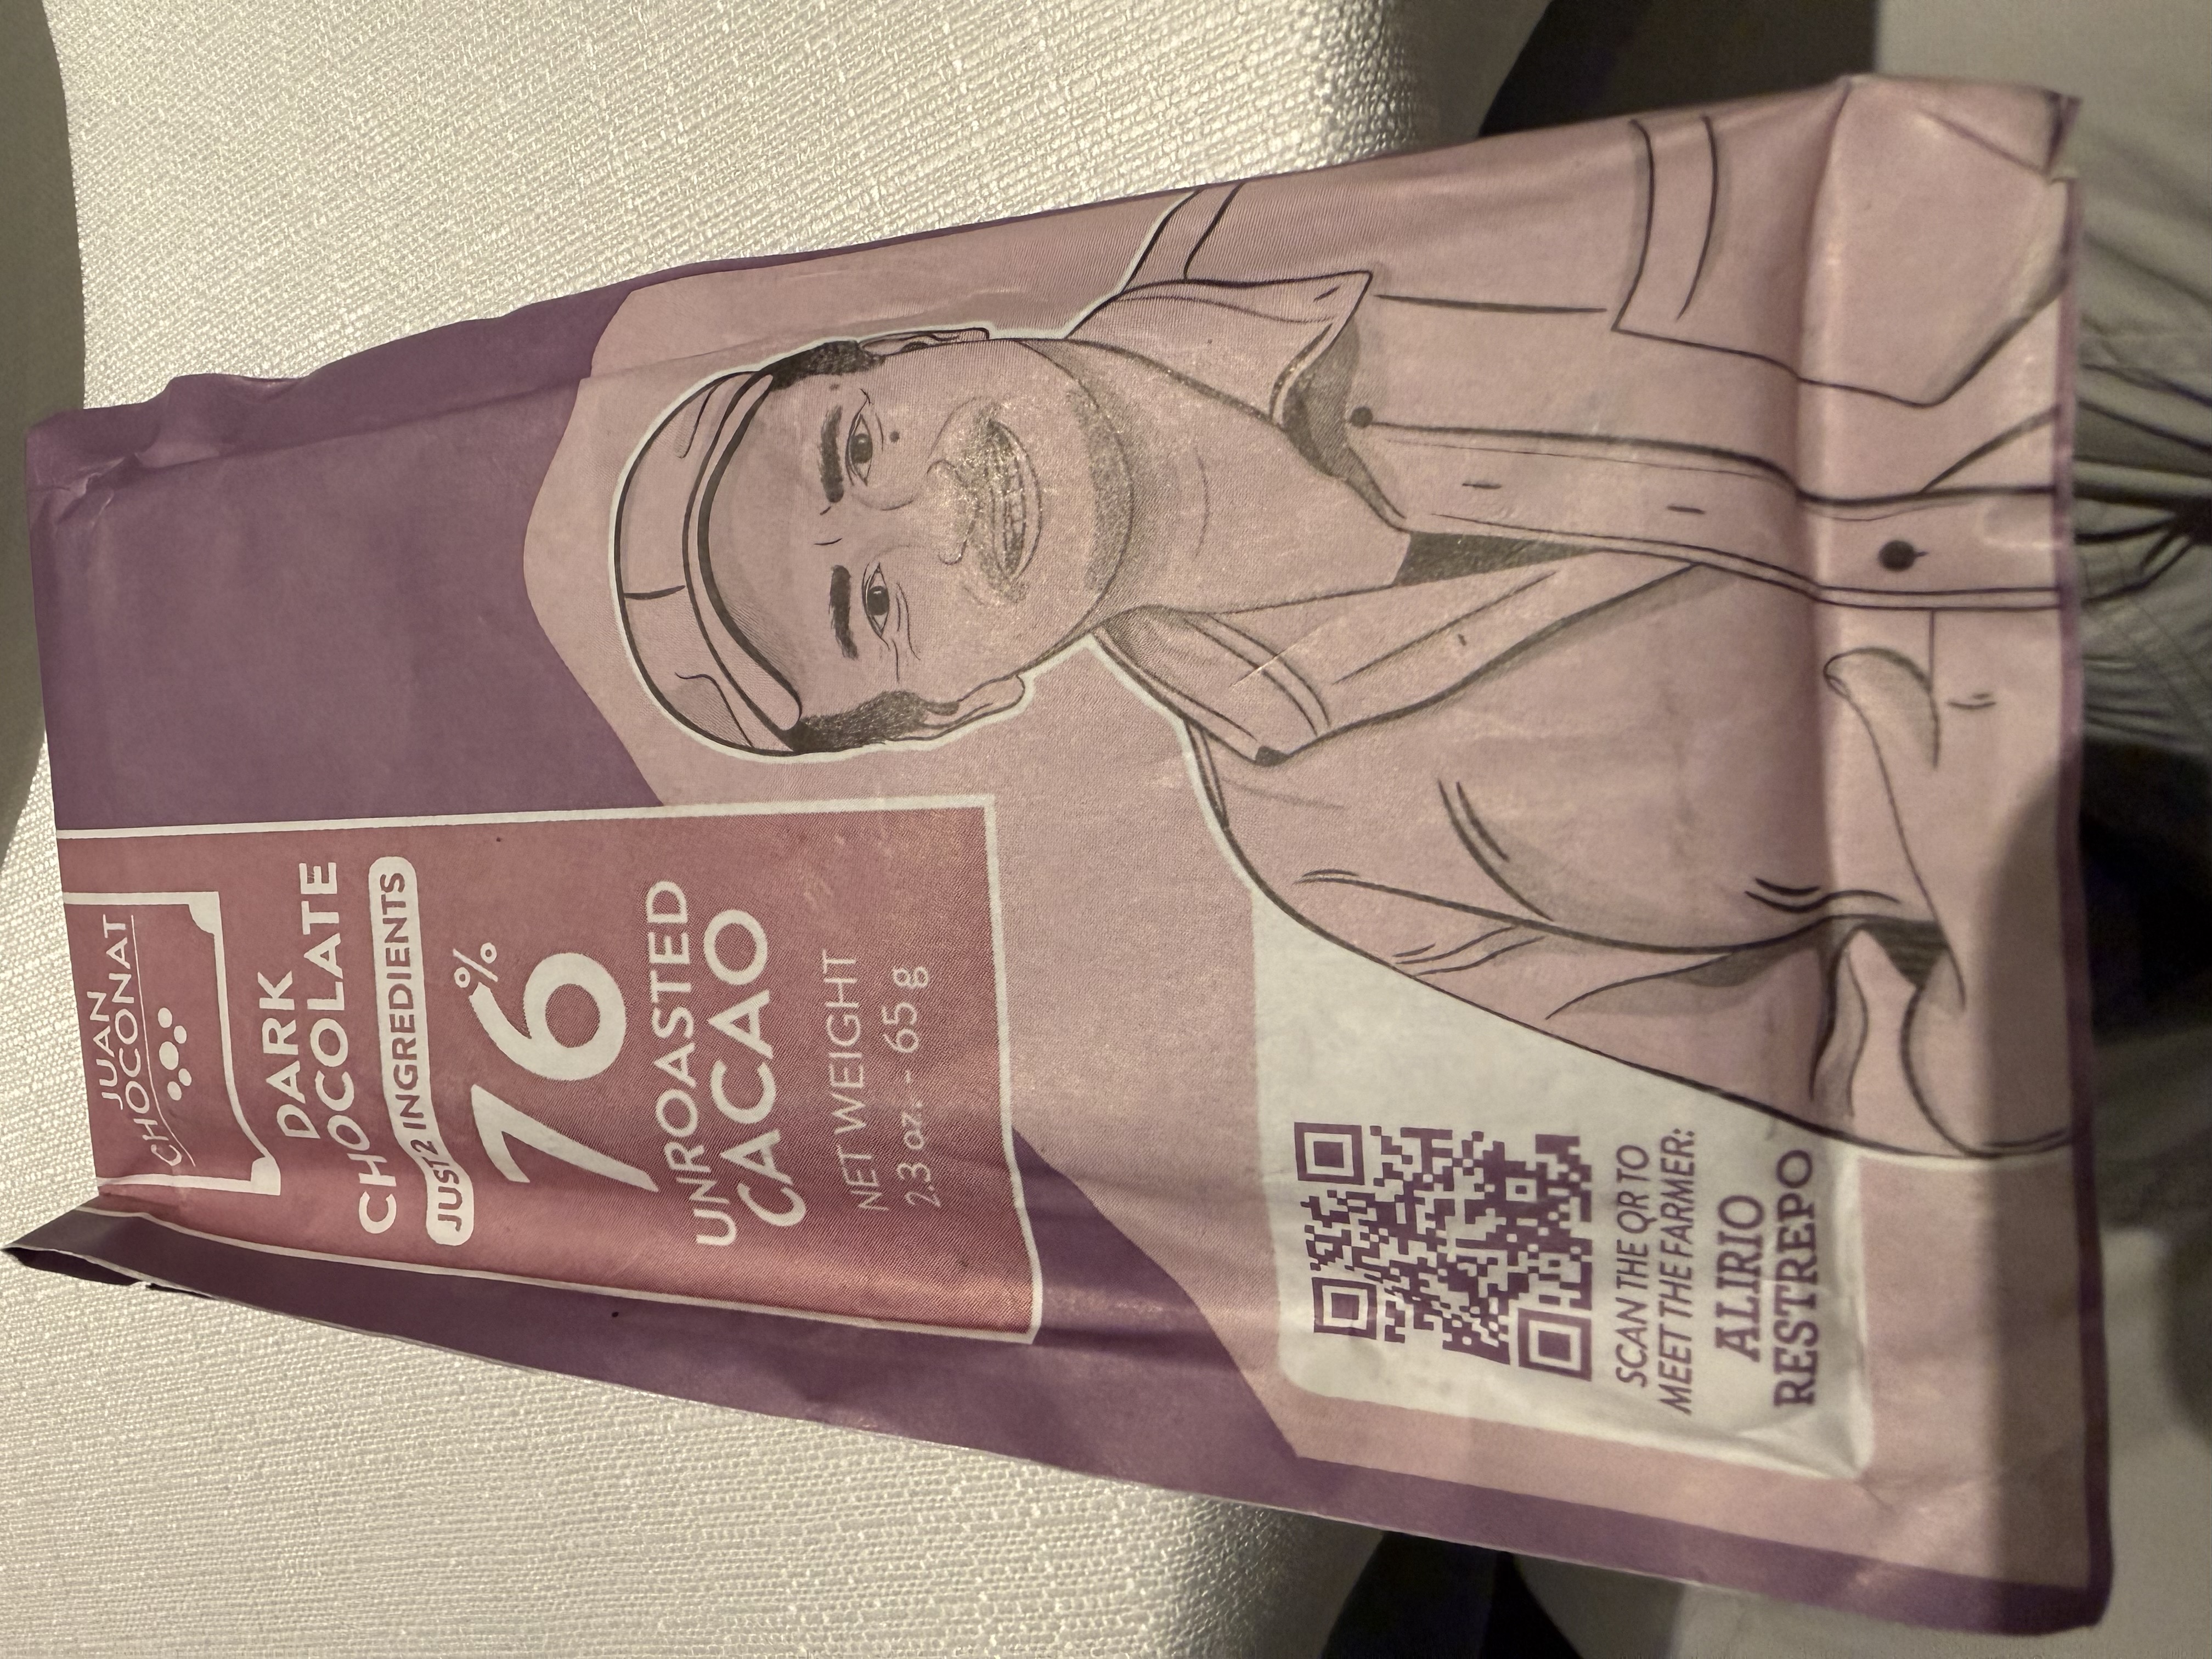 JUAN
CHOCONAT
DARK
CHOCOLATE
JUST 2 INGREDIENTS
76%
UNROASTED
CACAO
NET WEIGHT
2.3 oz. - 65 g
SCAN THE QR TO
MEET THE FARMER:
ALIRIO
RESTREPO